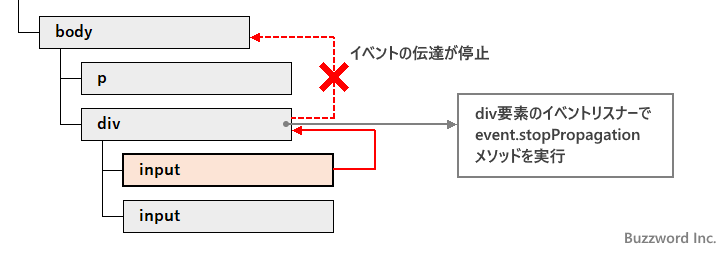 body
イベントの伝達が停止
p
div
div要素のイベントリスナーで
event.stopPropagation
メソッドを実行
input
input
Buzzword Inc.